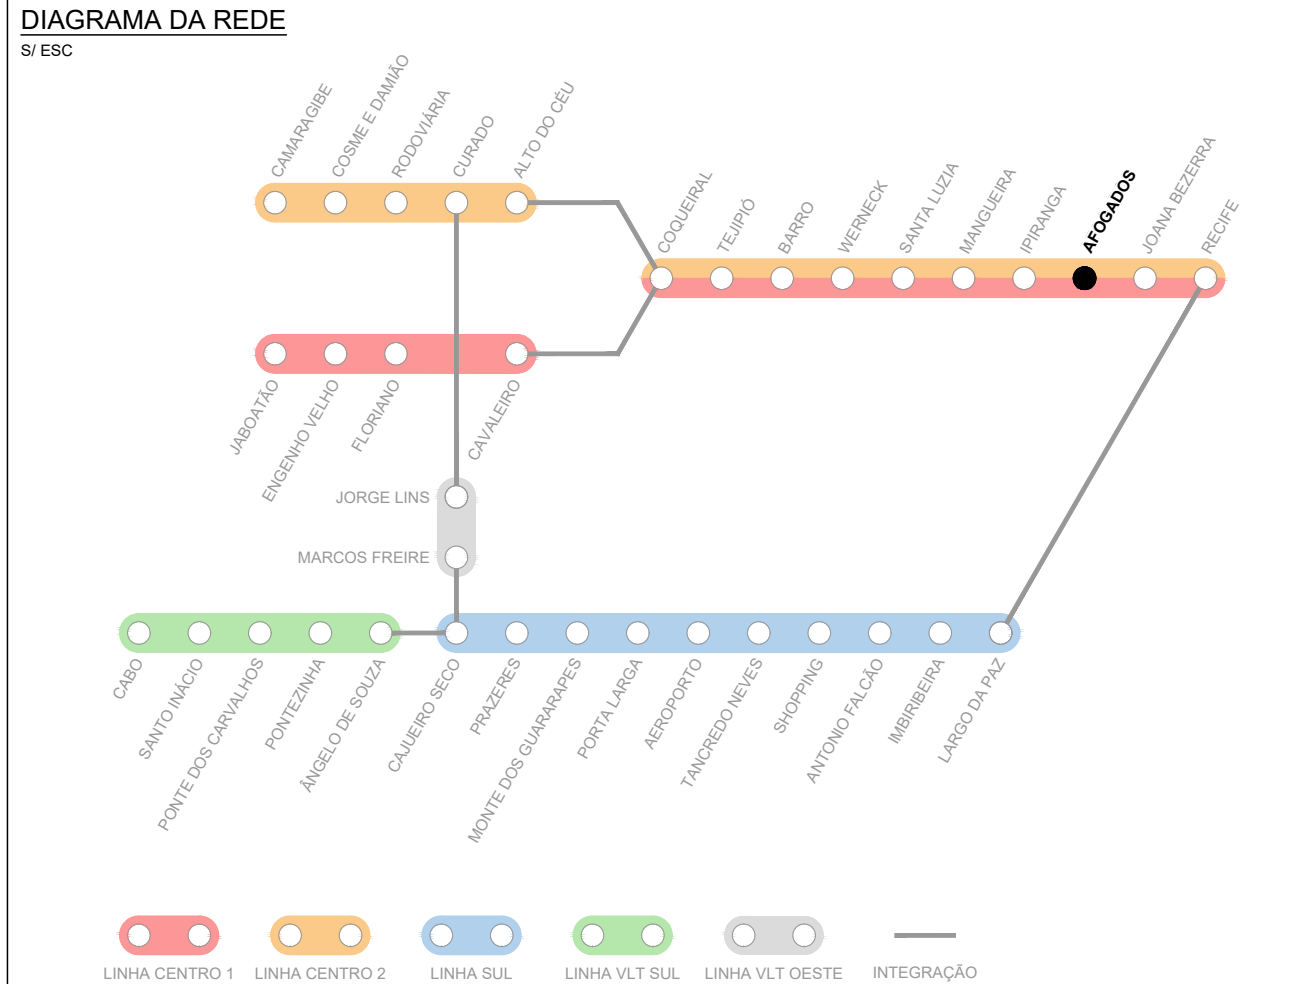 DIAGRAMA DA REDE
S/ ESC
CAMARAGIBE
COSME E DAMIÃO
RODOVIÁRIA
CURADO
ALTO DO CÉU
COQUEIRAL
TEJIPIÓ
BARRO
WERNECK
SANTA LUZIA
MANGUEIRA
IPIRANGA
AFOGADOS
JOANA BEZERRA
RECIFE
JABOATÃO
ENGENHO VELHO
FLORIANO
CAVALEIRO
JORGE LINS
MARCOS FREIRE
CABO
SANTO INÁCIO
PONTE DOS CARVALHOS
PONTEZINHA
ÂNGELO DE SOUZA
CAJUEIRO SECO
PRAZERES
MONTE DOS GUARARAPES
PORTA LARGA
AEROPORTO
TANCREDO NEVES
SHOPPING
ANTONIO FALCÃO
IMBIRIBEIRA
LARGO DA PAZ
LINHA CENTRO 1
LINHA CENTRO 2
LINHA SUL
LINHA VLT SUL
LINHA VLT OESTE
INTEGRAÇÃO